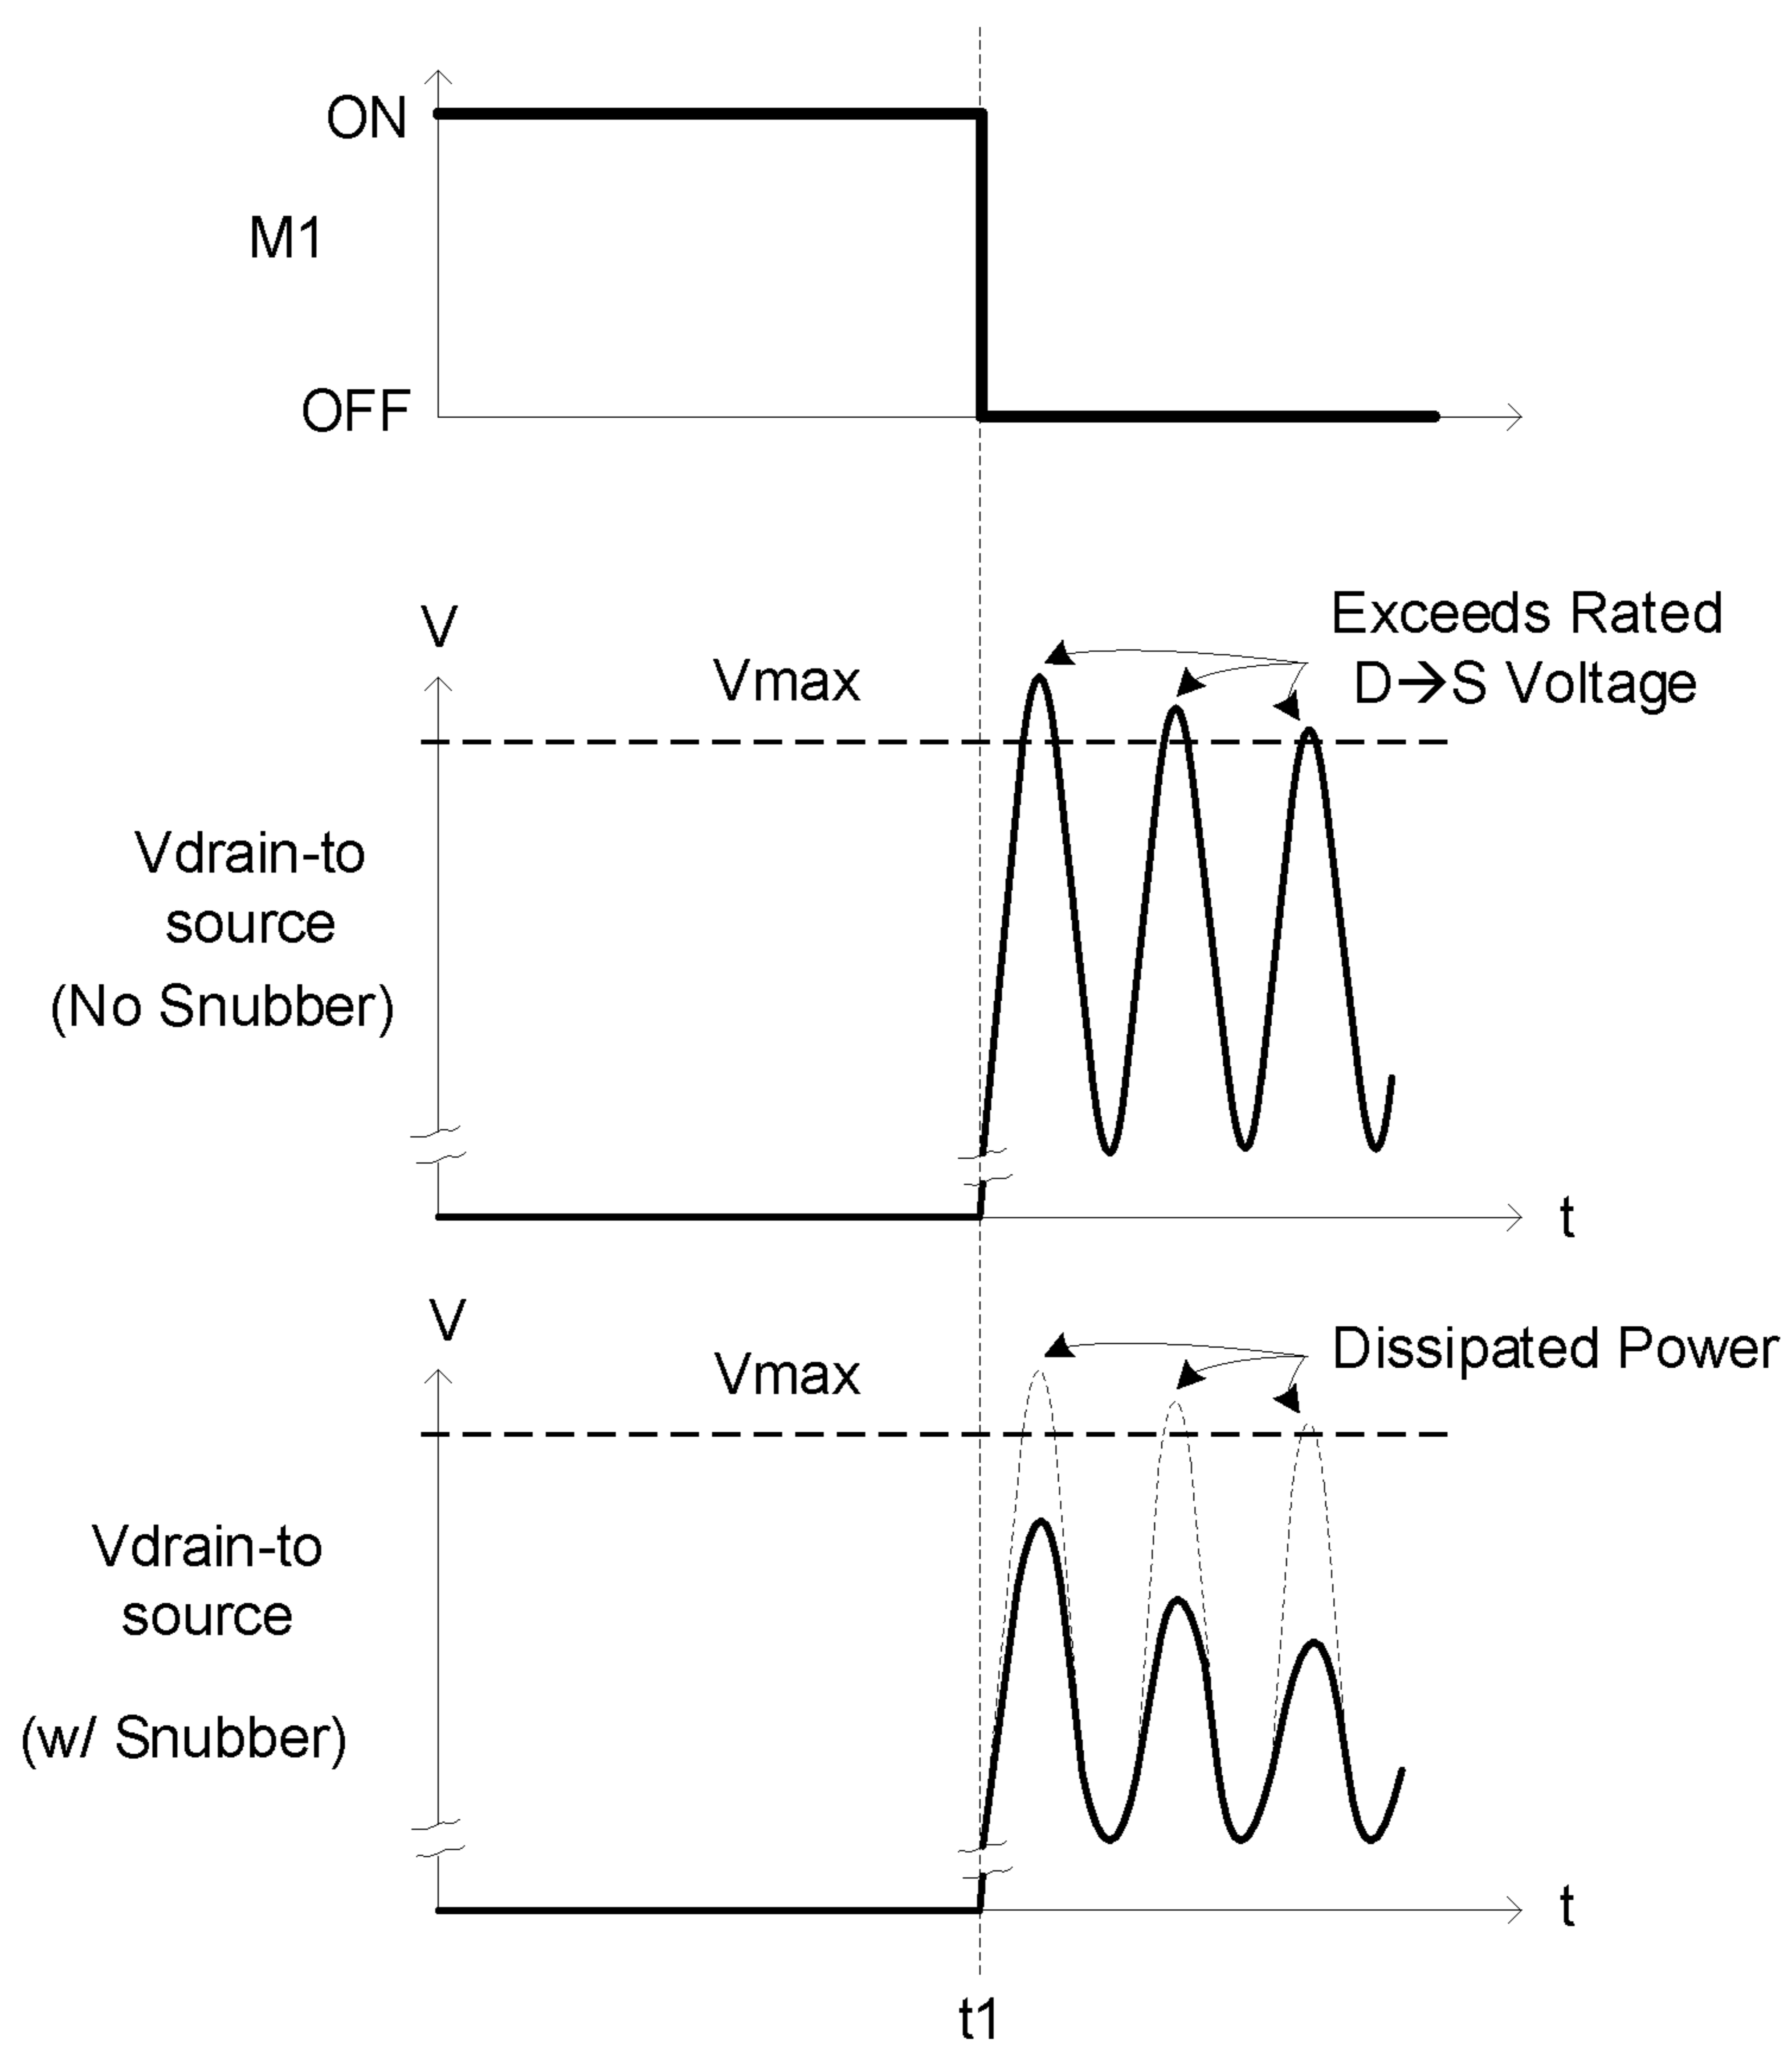 ON
M1
OFF
V
Vmax
Exceeds Rated
D→S Voltage
Vdrain-to
source
(No Snubber)
t
V
Vmax
Dissipated Power
Vdrain-to
source
(w/ Snubber)
t
t1